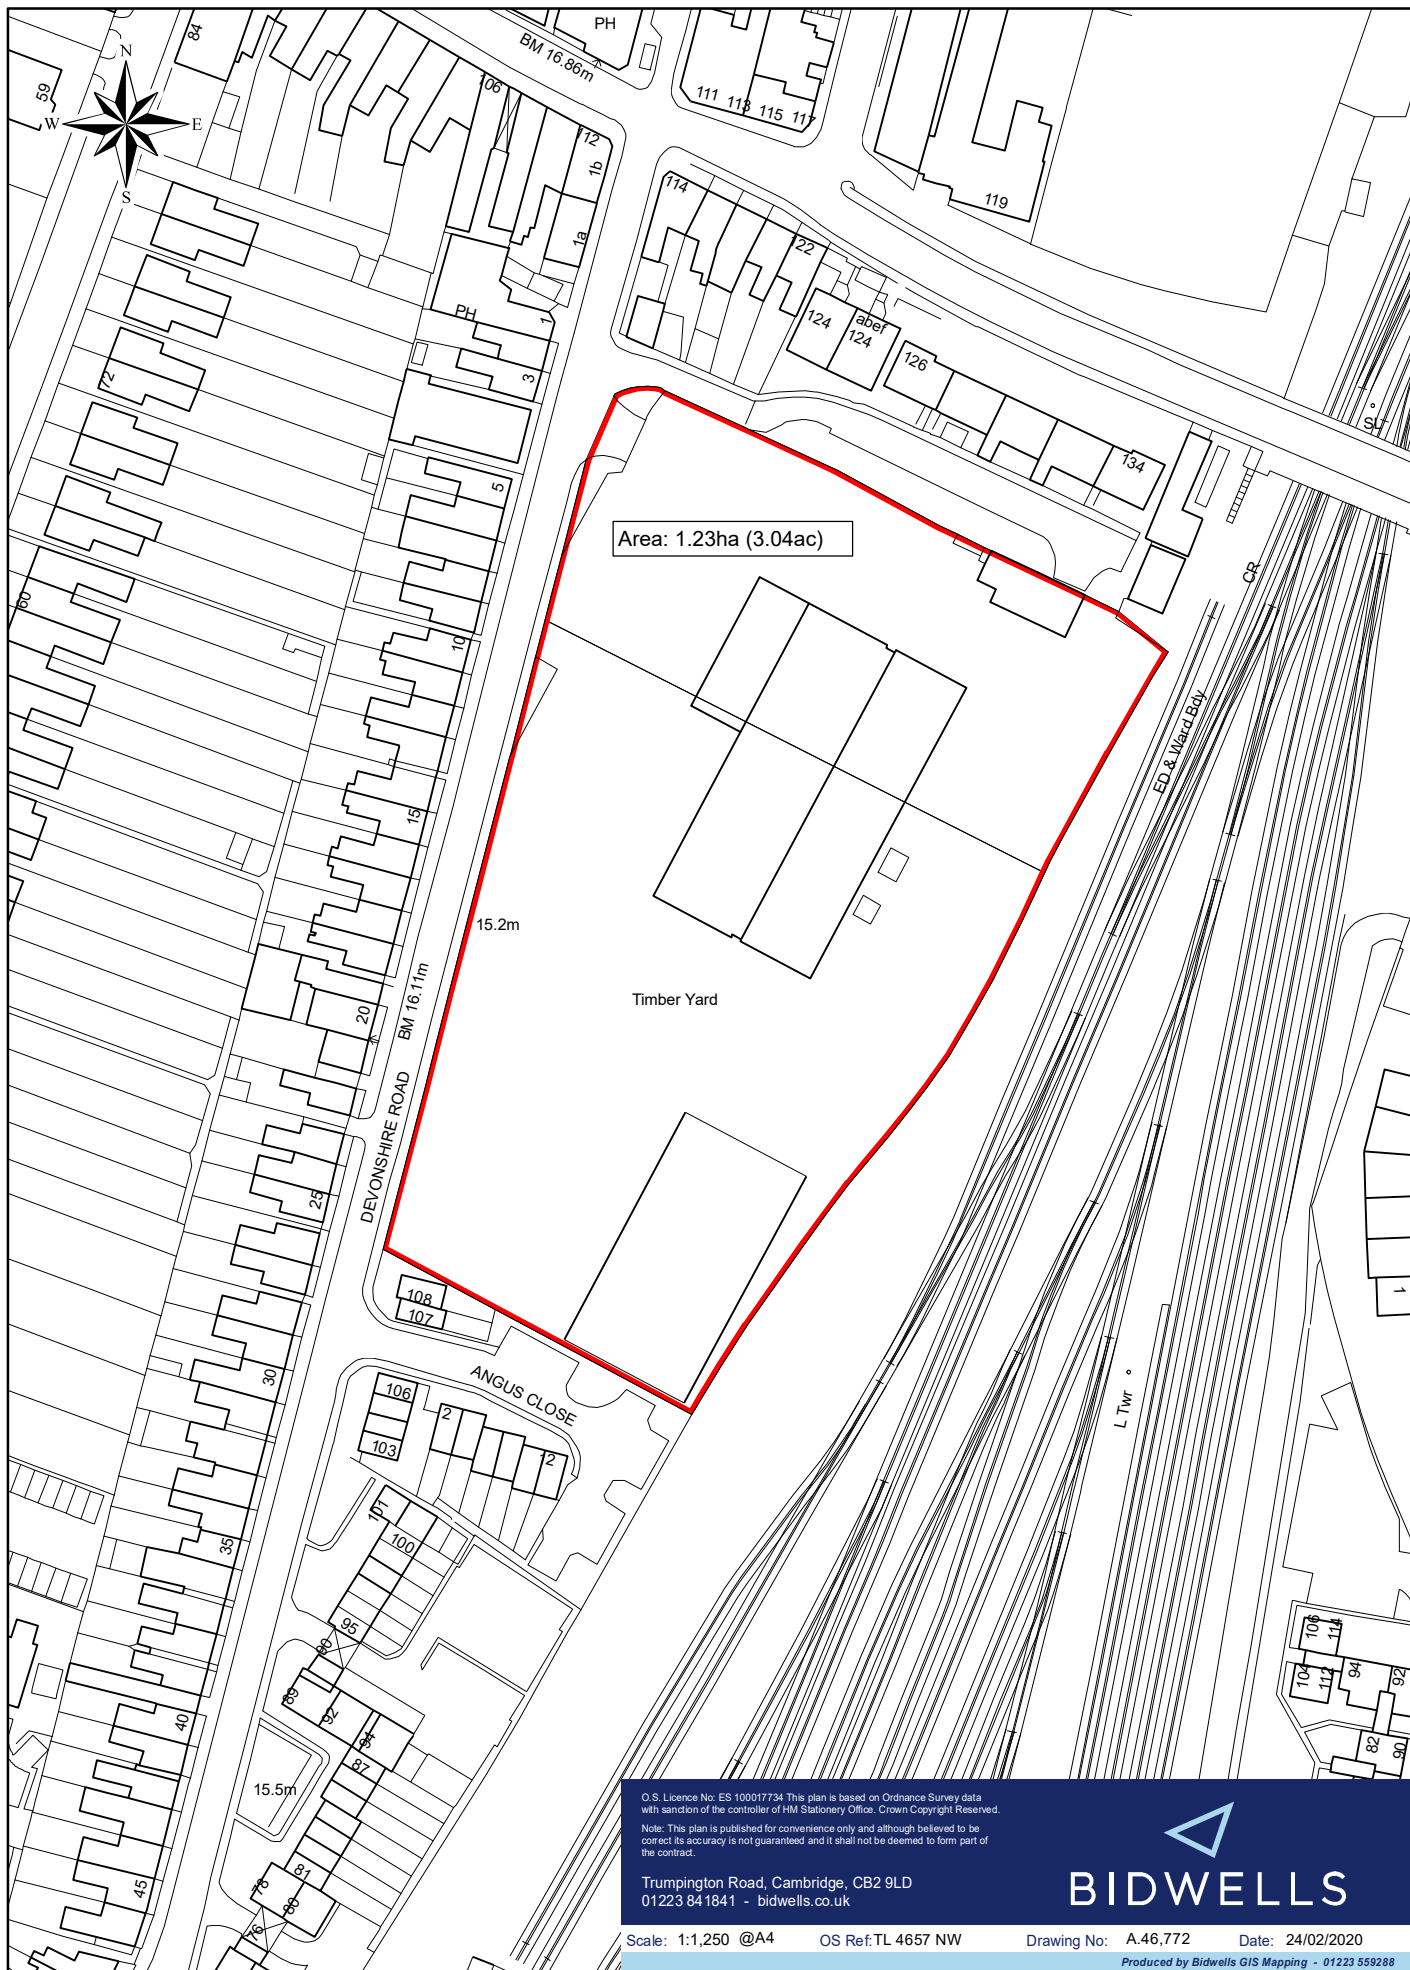 PH
BM 16.86m
84
59
N
W
E
S
106
112
1b
1a
111
113
115
117
114
119
122
124
abef
124
126
134
SL
PH
1
3
72
5
Area: 1.23ha (3.04ac)
CR
60
10
ED & Ward Bdy
15
15.2m
BM 16.11m
Timber Yard
20
DEVONSHIRE ROAD
25
108
107
1
ANGUS CLOSE
30
106
103
2
12
L Twr
101
100
35
95
90
106
114
104
112
94
92
89
92
94
87
40
82
90
15.5m
81
78
80
45
76
O.S. Licence No: ES 100017734 This plan is based on Ordnance Survey data
with sanction of the controller of HM Stationery Office. Crown Copyright Reserved.
Note: This plan is published for convenience only and although believed to be
correct its accuracy is not guaranteed and it shall not be deemed to form part of
the contract.
Trumpington Road, Cambridge, CB2 9LD
01223 841841 - bidwells.co.uk
BIDWELLS
Scale: 1:1,250 @A4 OS Ref: TL 4657 NW Drawing No: A.46,772 Date: 24/02/2020
Produced by Bidwells GIS Mapping - 01223 559288